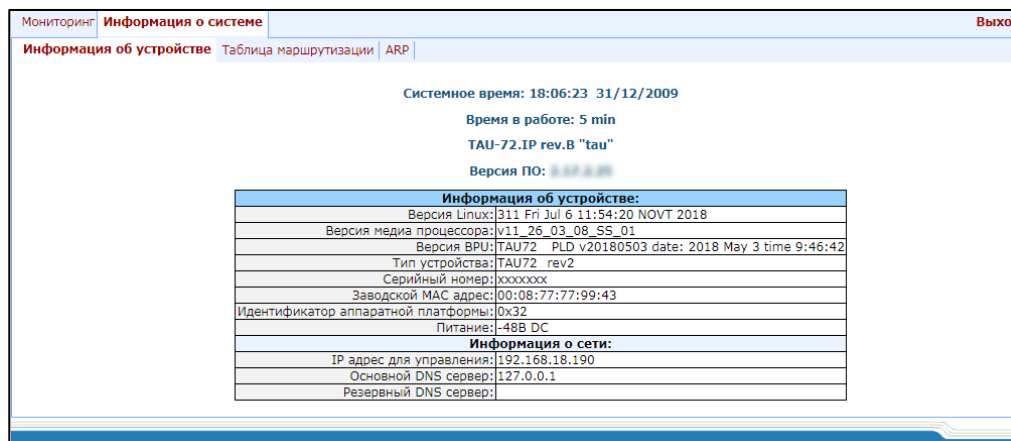 Мониторинг Информация о системе Выхо
Информация об устройстве Таблица маршрутизации ARP
Системное время: 18:06:23 31/12/2009
Время в работе: 5 min
TAU-72.IP rev.B "tau"
Версия ПО:
Информация об устройстве:
Версия Linux: 311 Fri Jul 6 11:54:20 NOVT 2018
Версия медиа процессора: v11_26_03_08_SS_01
Версия BPU: TAU72 PLD v20180503 date: 2018 May 3 time 9:46:42
Тип устройства: TAU72 rev2
Серийный номер: xxxxxxx
Заводской MAC адрес: 00:08:77:77:99:43
Идентификатор аппаратной платформы: 0x32
Питание: -48В DC
Информация о сети:
IP адрес для управления: 192.168.18.190
Основной DNS сервер: 127.0.0.1
Резервный DNS сервер: